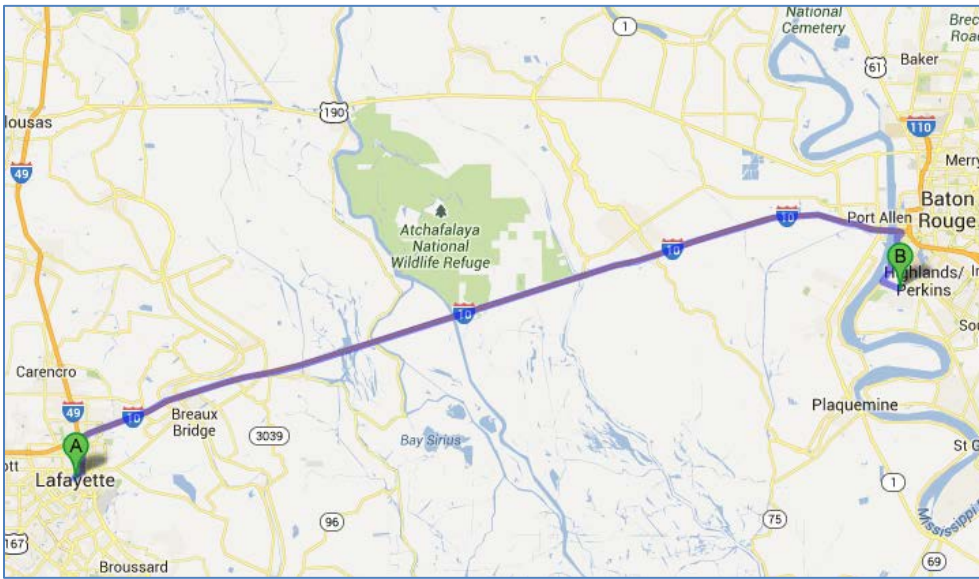 National
Cemetery
1
Brec
Road
61
Baker
lousas
190
110
49
Merry
Baton
Rouge
Port Allen
10
Atchafalaya
National
Wildlife Refuge
B
10
Highlands/
Perkins
In
10
Sou
Carencro
Plaquemine
49
10
Breaux
Bridge
3039
Bay Sirius
St G
A
ott
Lafayette
1
96
75
Mississippi
167
Broussard
69